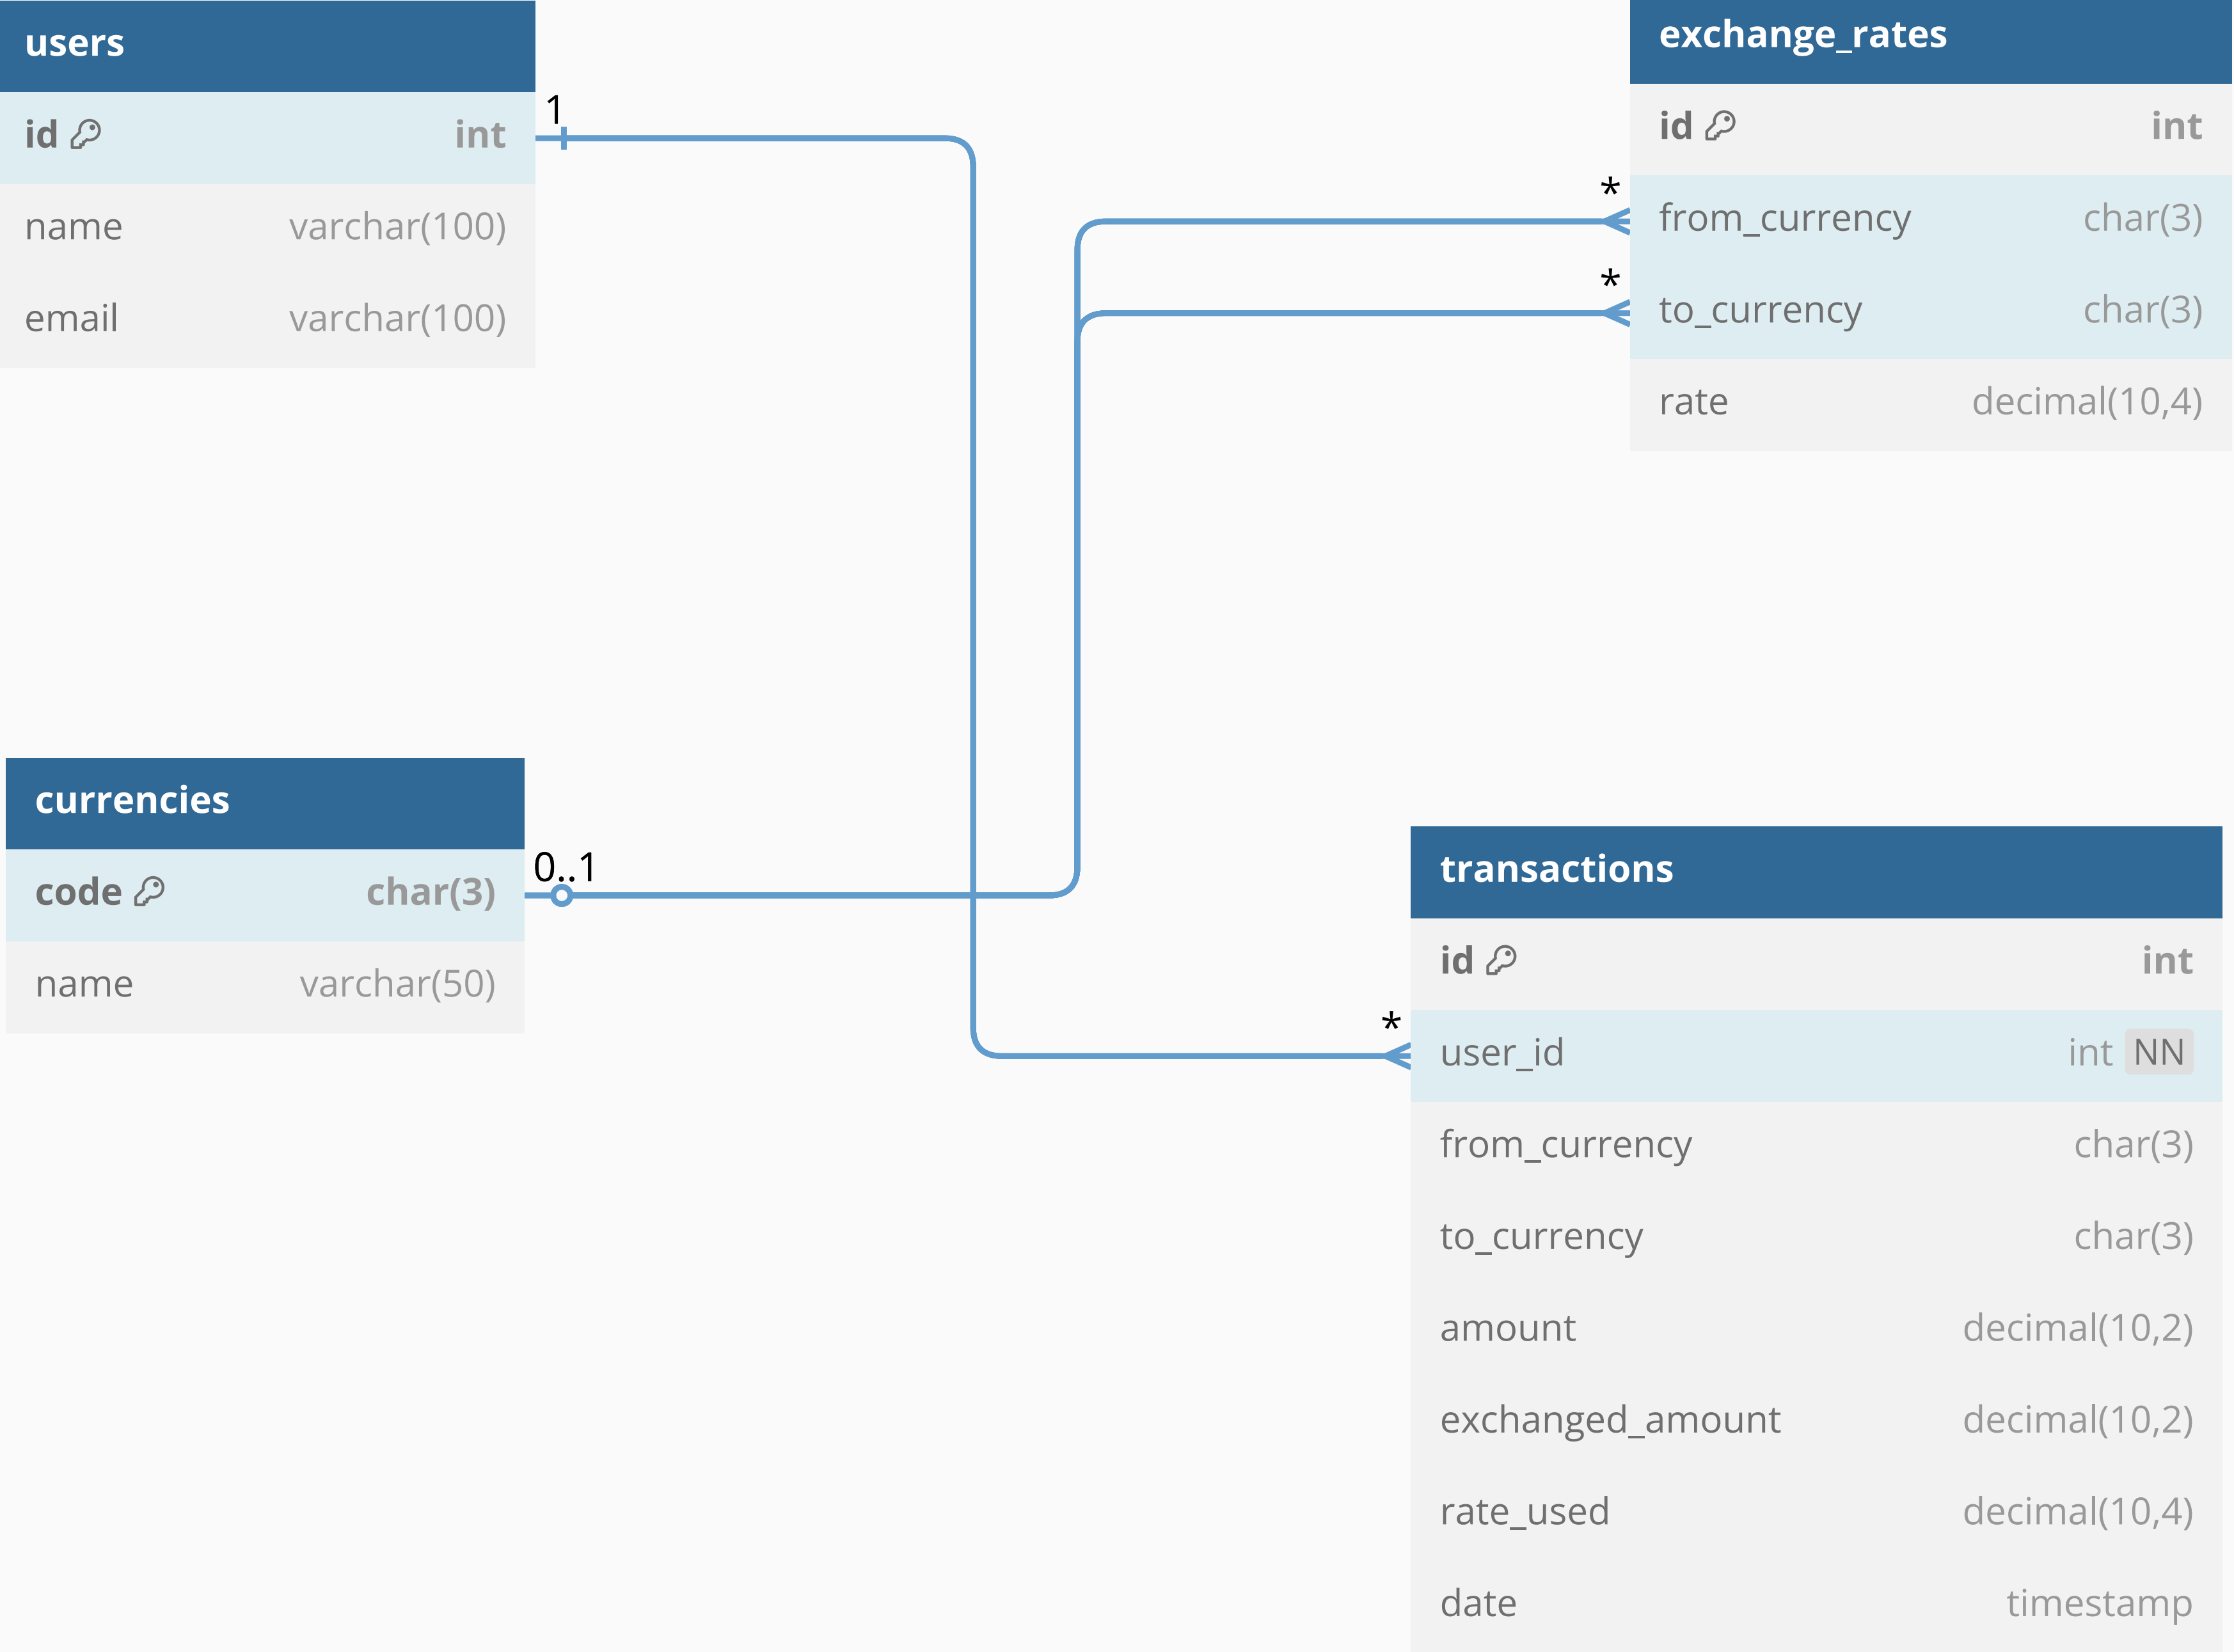 users
id int
name varchar(100)
email varchar(100)
1
exchange_rates
id int
* from_currency char(3)
* to_currency char(3)
rate decimal(10,4)
currencies
code char(3)
name varchar(50)
0..1
transactions
id int
* user_id int NN
from_currency char(3)
to_currency char(3)
amount decimal(10,2)
exchanged_amount decimal(10,2)
rate_used decimal(10,4)
date timestamp